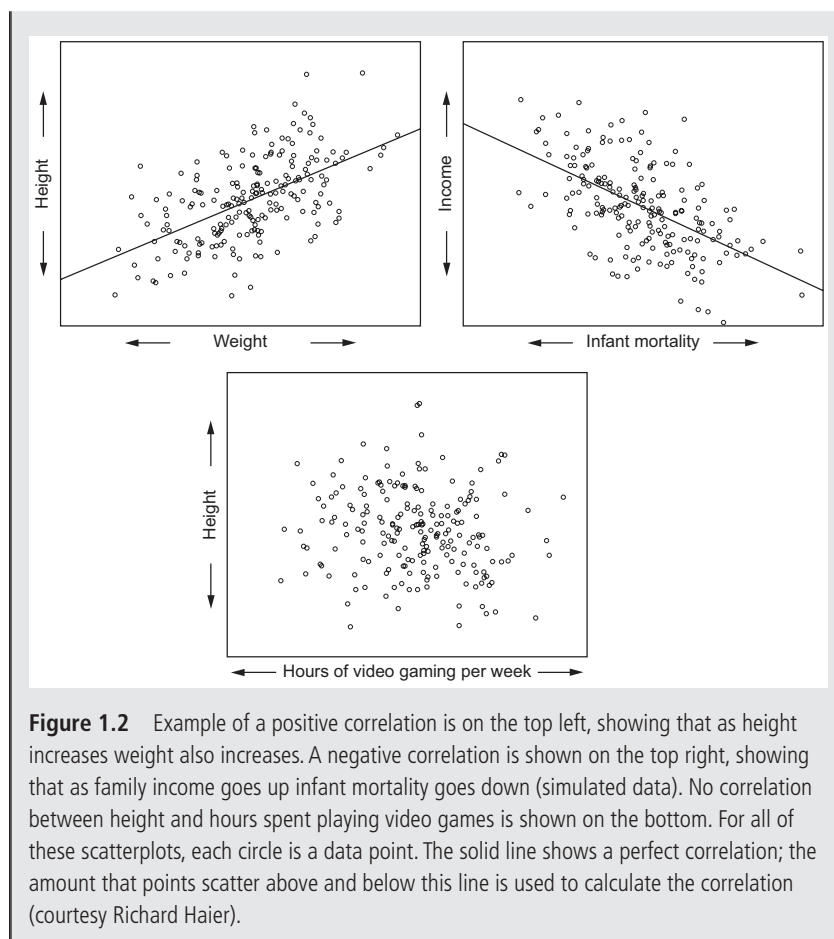 Height
Weight
Income
Infant mortality
Height
Hours of video gaming per week
Figure 1.2 Example of a positive correlation is on the top left, showing that as height
increases weight also increases. A negative correlation is shown on the top right, showing
that as family income goes up infant mortality goes down (simulated data). No correlation
between height and hours spent playing video games is shown on the bottom. For all of
these scatterplots, each circle is a data point. The solid line shows a perfect correlation; the
amount that points scatter above and below this line is used to calculate the correlation
(courtesy Richard Haier).